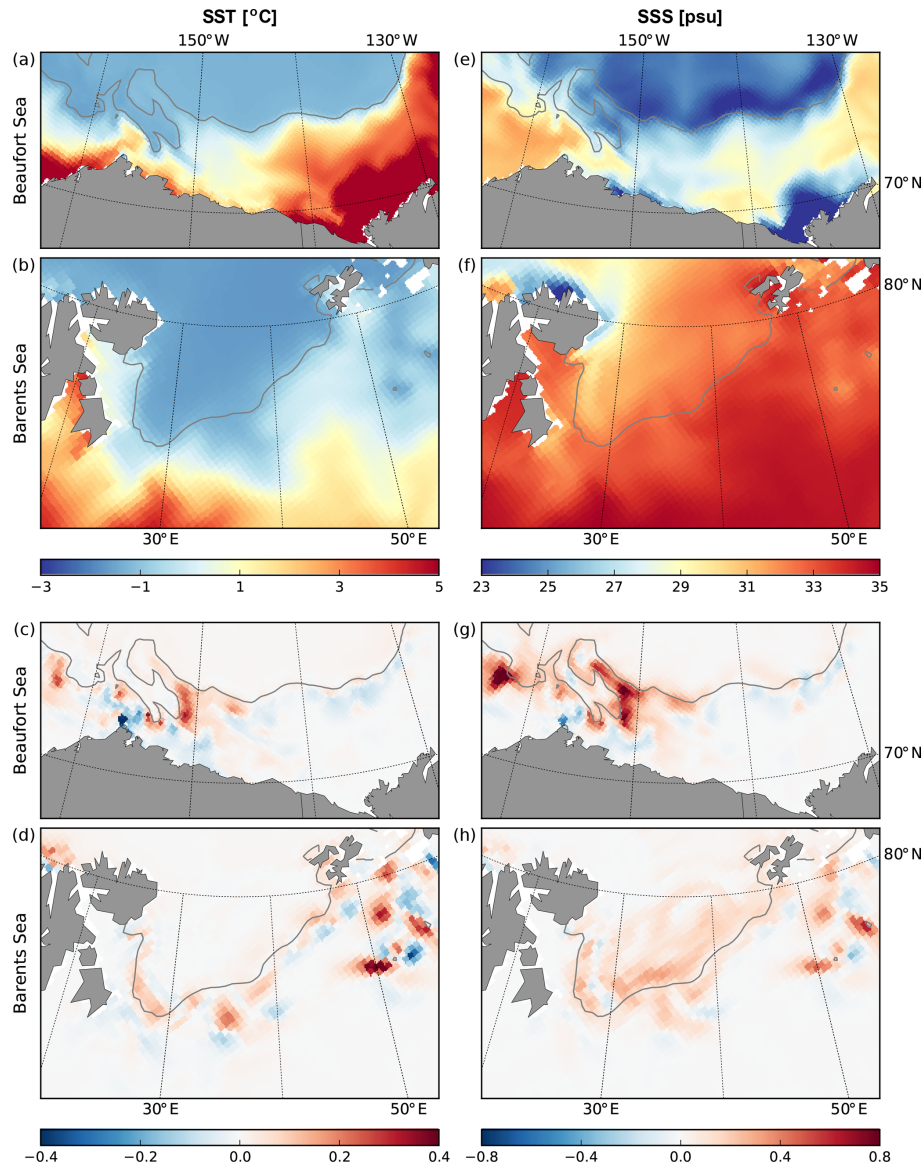 SST [°C] SSS [psu]
150°W 130°W 150°W 130°W
(a) (e)
Beaufort Sea
70°N
(b) (f)
80°N
Barents Sea
30°E 50°E 30°E 50°E
−3 −1 1 3 5 23 25 27 29 31 33 35
(c) (g)
Beaufort Sea
70°N
(d) (h)
80°N
Barents Sea
30°E 50°E 30°E 50°E
−0.4 −0.2 0.0 0.2 0.4 −0.8 −0.4 0.0 0.4 0.8